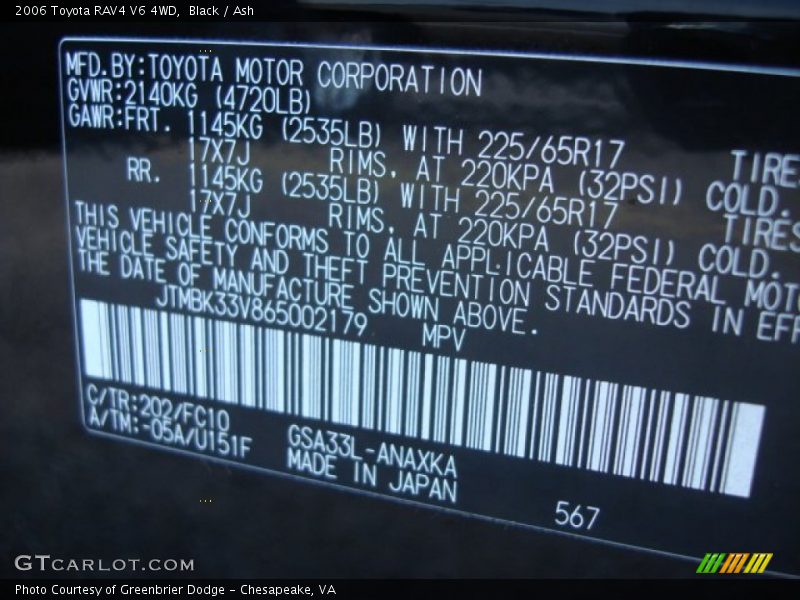 2006 Toyota RAV4 V6 4WD, Black / Ash
MFD.BY:TOYOTA MOTOR CORPORATION
GVWR:2140KG (4720LB)
GAWR:FRT. 1145KG (2535LB) WITH 225/65R17 TIRE
17X7J RIMS, AT 220KPA (32PSI) COLD.
RR. 1145KG (2535LB) WITH 225/65R17 TIRES
17X7J RIMS, AT 220KPA (32PSI) COLD.
THIS VEHICLE CONFORMS TO ALL APPLICABLE FEDERAL MOTO
VEHICLE SAFETY AND THEFT PREVENTION STANDARDS IN EFF
THE DATE OF MANUFACTURE SHOWN ABOVE.
JTMBK33V865002179 MPV
C/TR:202/FC10
A/TM:-05A/U151F
GSA33L-ANAXKA
MADE IN JAPAN
567
GTCARLOT.COM
Photo Courtesy of Greenbrier Dodge - Chesapeake, VA